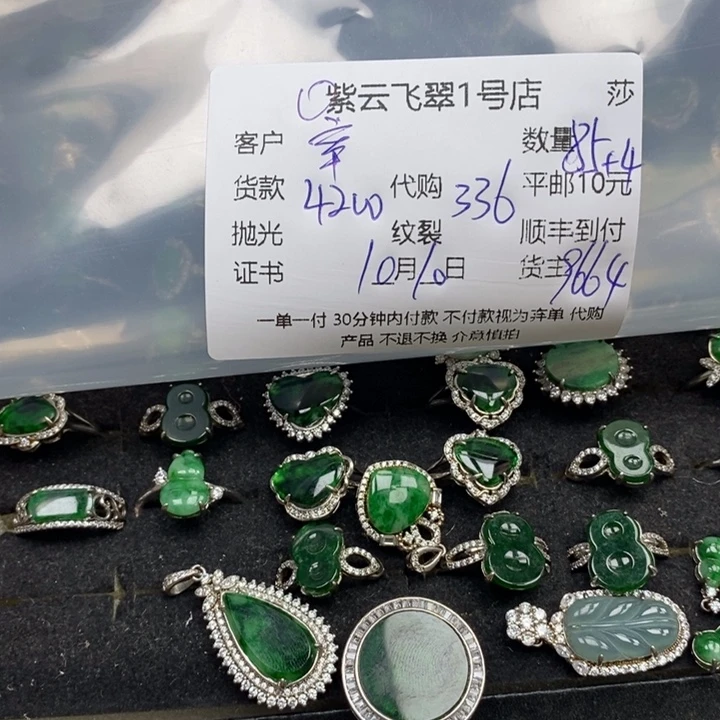 紫云飞翠1号店 莎
客户 章 数量 85+4
货款 4200 代购 336 平邮10元
抛光 纹裂 顺丰到付
证书 10月10日 货主 9664
一单一付 30分钟内付款 不付款视为弃单 代购
产品 不退不换 介意慎拍